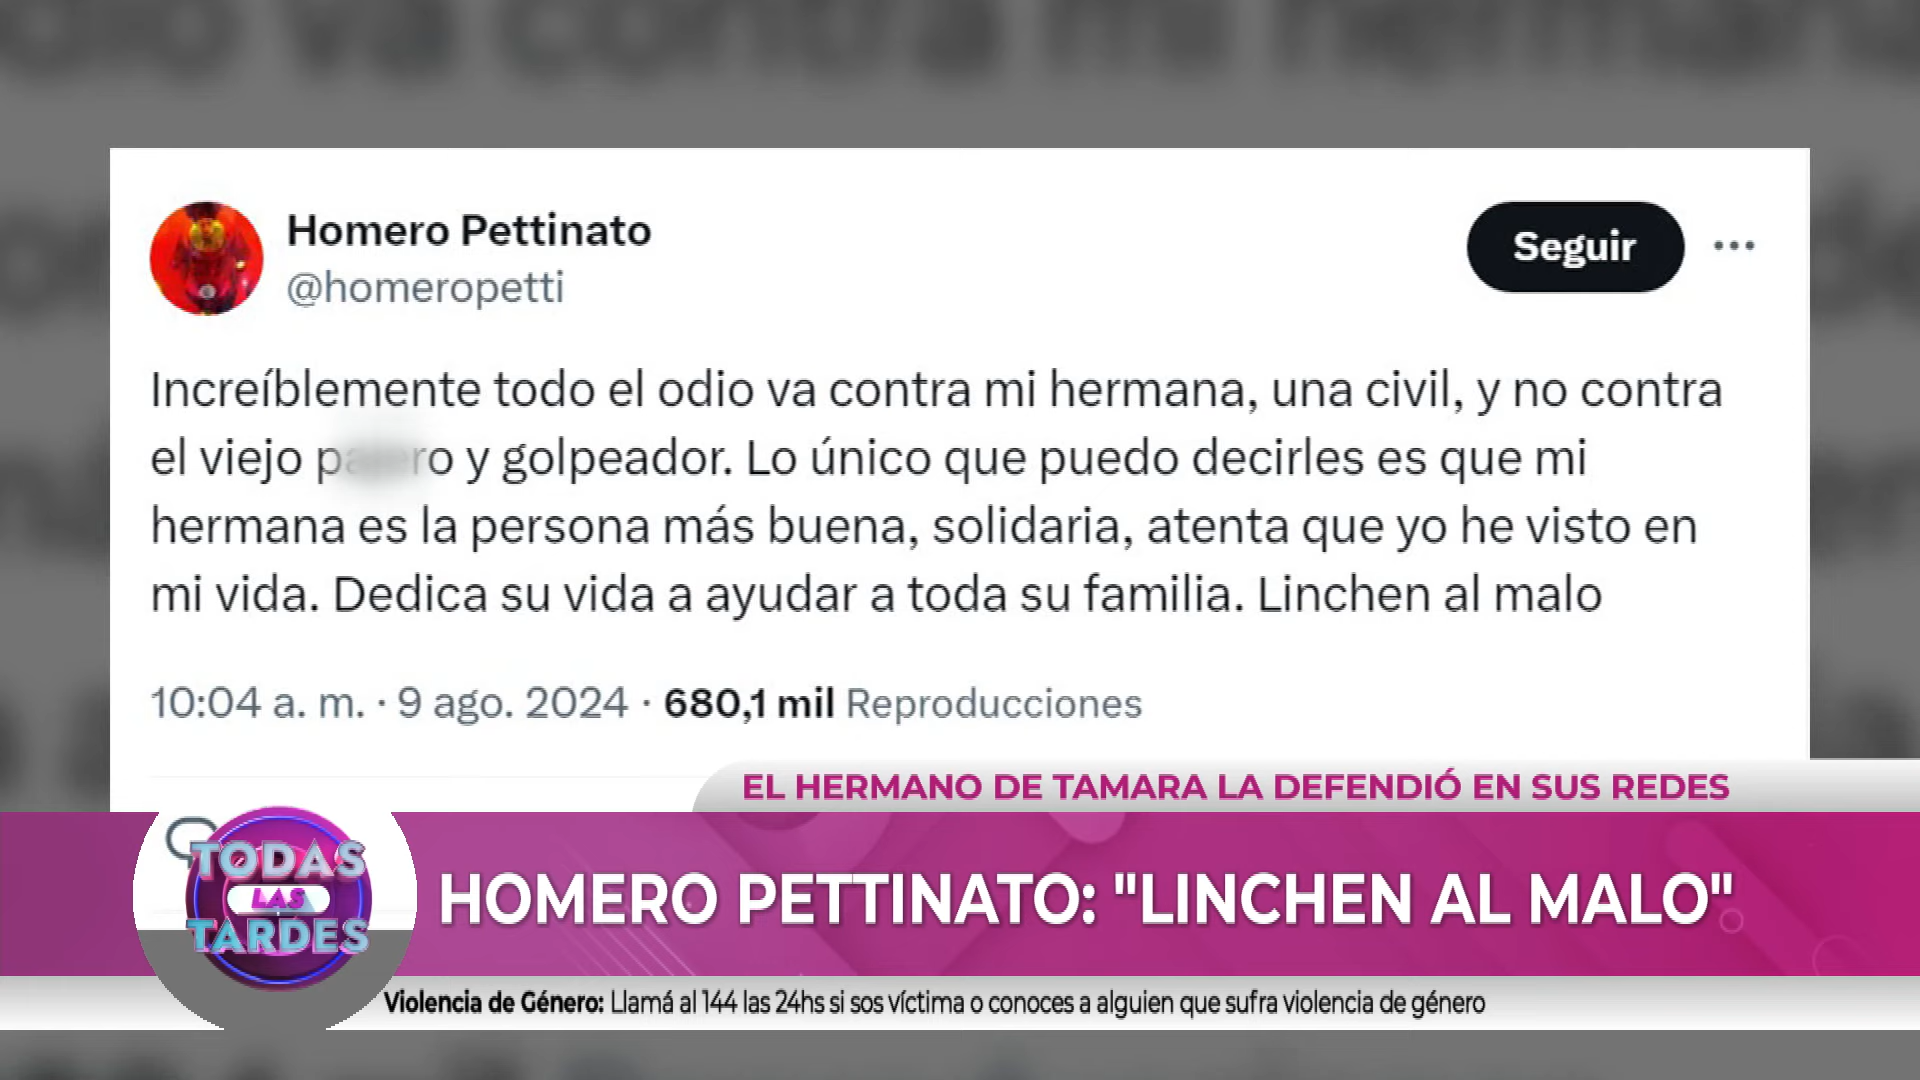 Homero Pettinato
@homeropetti
Seguir
Increíblemente todo el odio va contra mi hermana, una civil, y no contra
el viejo y golpeador. Lo único que puedo decirles es que mi
hermana es la persona más buena, solidaria, atenta que yo he visto en
mi vida. Dedica su vida a ayudar a toda su familia. Linchen al malo
10:04 a. m. · 9 ago. 2024 · 680,1 mil Reproducciones
EL HERMANO DE TAMARA LA DEFENDIÓ EN SUS REDES
TODAS
LAS
TARDES
HOMERO PETTINATO: "LINCHEN AL MALO"
Violencia de Género: Llamá al 144 las 24hs si sos víctima o conoces a alguien que sufra violencia de género